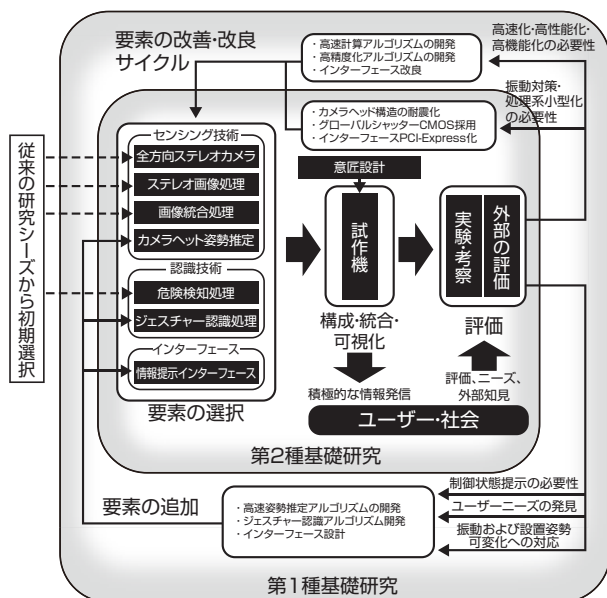 要素の改善・改良
サイクル
・高速計算アルゴリズムの開発
・高精度化アルゴリズムの開発
・インターフェース改良
高速化・高性能化・
高機能化の必要性
振動対策・
処理系小型化
の必要性
・カメラヘッド構造の耐震化
・グローバルシャッターCMOS採用
・インターフェースPCI-Express化
従来の研究シーズから初期選択
センシング技術
全方向ステレオカメラ
ステレオ画像処理
画像統合処理
カメラヘット姿勢推定
認識技術
危険検知処理
ジェスチャー認識処理
インターフェース
情報提示インターフェース
要素の選択
意匠設計
試作機
構成・統合・
可視化
実験・考察
外部の評価
評価
積極的な情報発信
評価、ニーズ、
外部知見
ユーザー・社会
第2種基礎研究
要素の追加
・高速姿勢推定アルゴリズムの開発
・ジェスチャー認識アルゴリズム開発
・インターフェース設計
制御状態提示の必要性
ユーザーニーズの発見
振動および設置姿勢
可変化への対応
第1種基礎研究